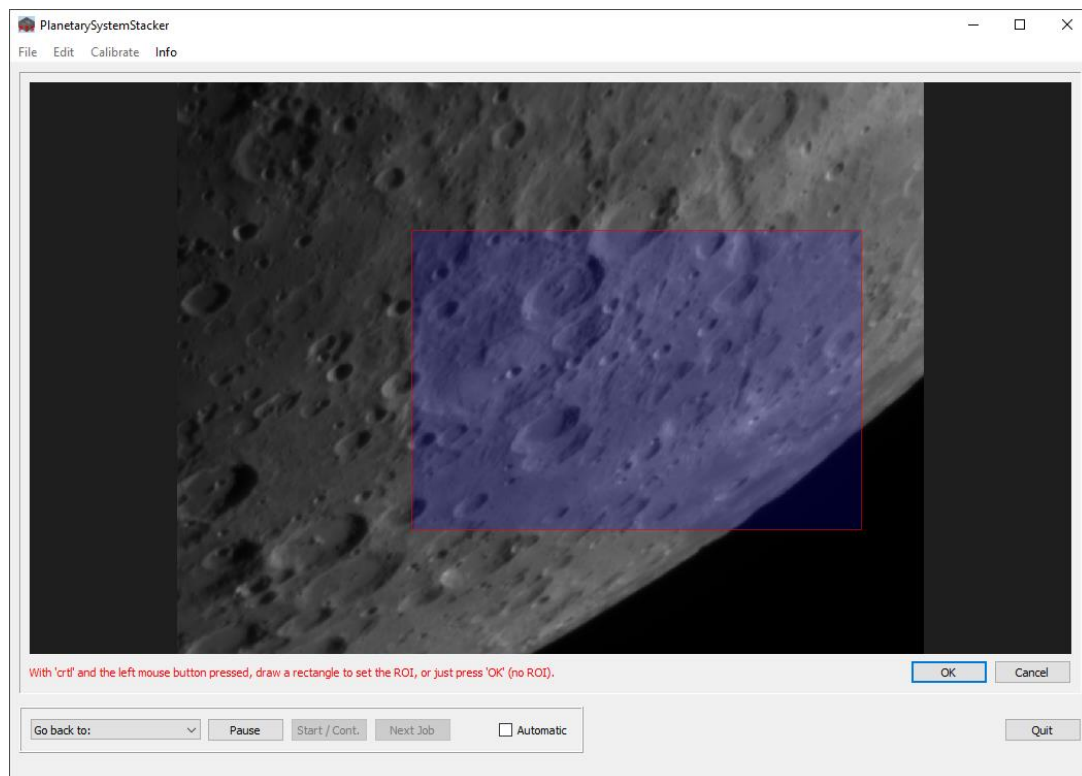 PlanetarySystemStacker
File Edit Calibrate Info
With 'crtl' and the left mouse button pressed, draw a rectangle to set the ROI, or just press 'OK' (no ROI).
OK
Cancel
Go back to:
Pause
Start / Cont.
Next Job
Automatic
Quit